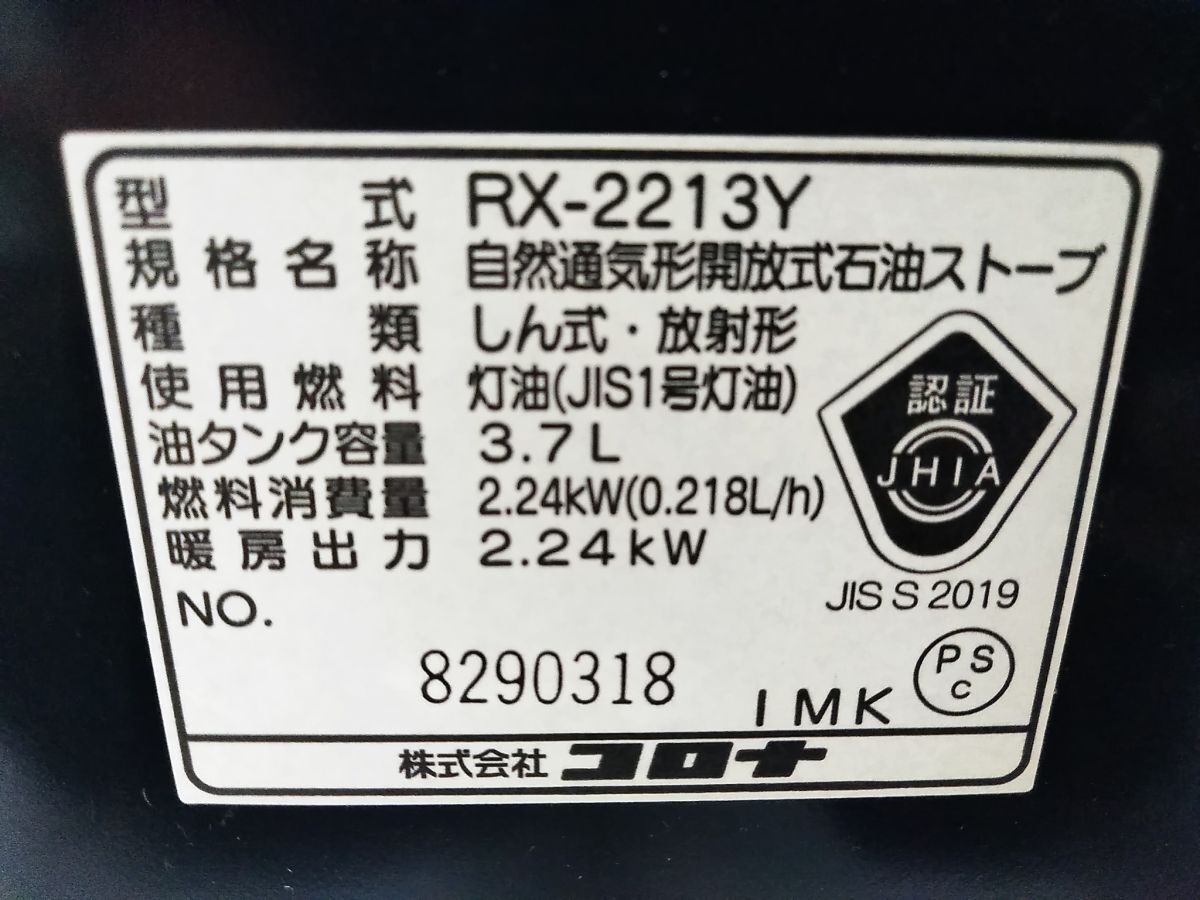 型式 RX-2213Y
規格名称 自然通気形開放式石油ストーブ
種類 しん式・放射形
使用燃料 灯油(JIS1号灯油)
油タンク容量 3.7L
燃料消費量 2.24kW(0.218L/h)
暖房出力 2.24kW
認証
JHIA
JIS S 2019
NO.
8290318
IMK
PS
C
株式会社 コロナ